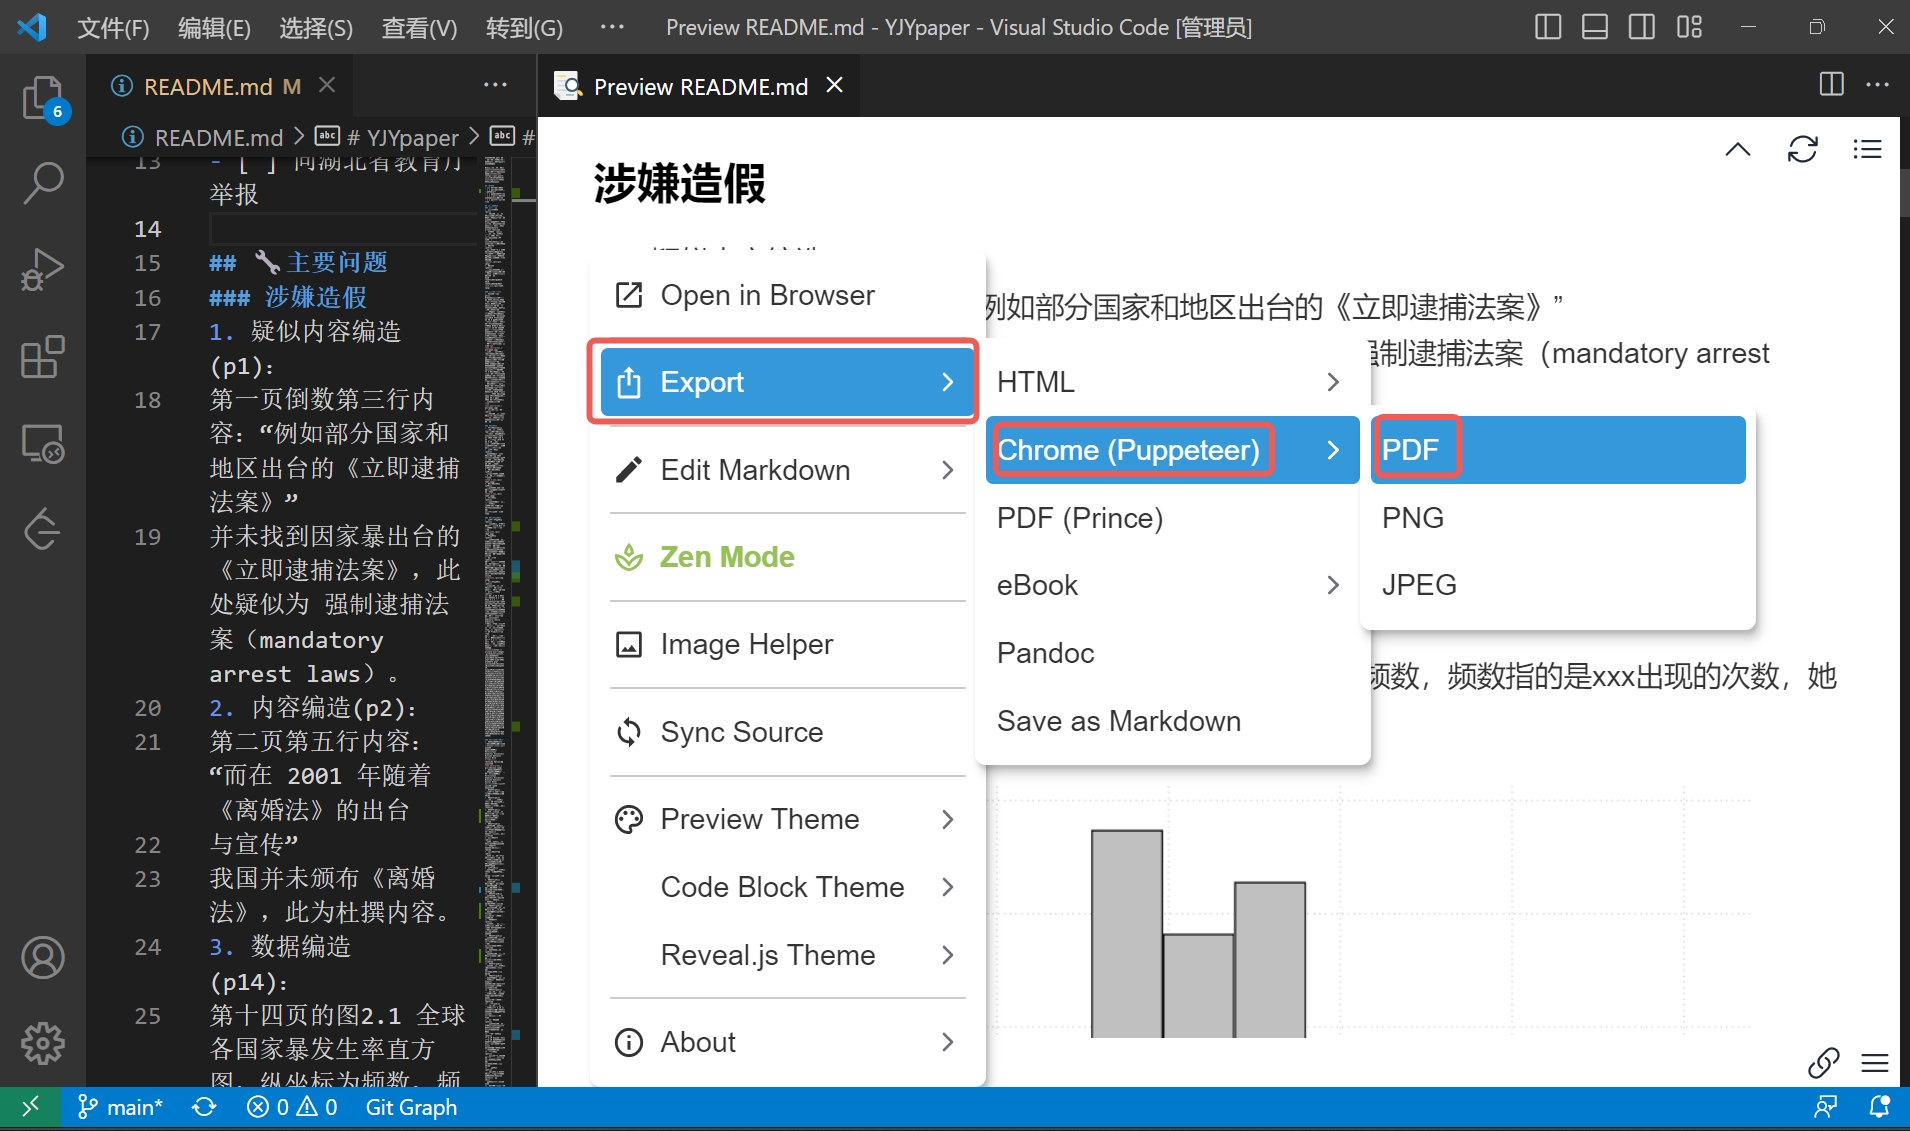 文件(F) 编辑(E) 选择(S) 查看(V) 转到(G) ··· Preview README.md - YJYpaper - Visual Studio Code [管理员]
6
README.md M
Preview README.md
README.md > # YJYpaper > #
13 - [ ] 向湖北省教育厅
举报
14
15 ## 🔧主要问题
16 ### 涉嫌造假
17 1. 疑似内容编造
(p1):
18 第一页倒数第三行内
容：“例如部分国家和
地区出台的《立即逮捕
法案》”
19 并未找到因家暴出台的
《立即逮捕法案》，此
处疑似为 强制逮捕法
案（mandatory
arrest laws）。
20 2. 内容编造(p2):
21 第二页第五行内容：
“而在 2001 年随着
《离婚法》的出台
22 与宣传”
23 我国并未颁布《离婚
法》，此为杜撰内容。
24 3. 数据编造
(p14):
25 第十四页的图2.1 全球
各国家暴发生率直方
图，纵坐标为频数，频
涉嫌造假
例如部分国家和地区出台的《立即逮捕法案》”
强制逮捕法案（mandatory arrest
频数，频数指的是xxx出现的次数，她
Open in Browser
Export
Edit Markdown
Zen Mode
Image Helper
Sync Source
Preview Theme
Code Block Theme
Reveal.js Theme
About
HTML
Chrome (Puppeteer)
PDF (Prince)
eBook
Pandoc
Save as Markdown
PDF
PNG
JPEG
main* 0 0 Git Graph